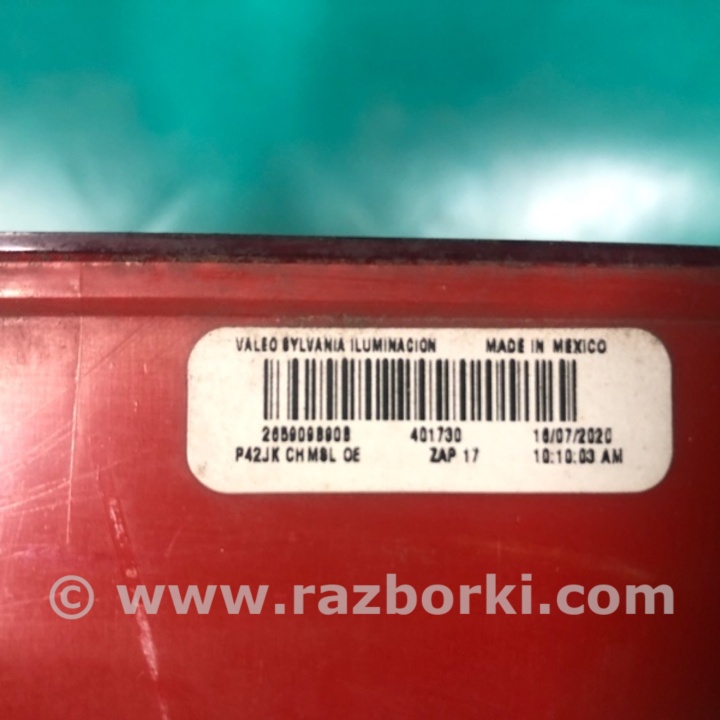 VALEO SYLVANIA ILUMINACION MADE IN MEXICO
401730 16/07/2020
P42JK CHMSL OE ZAP 17 10:10:03 AM
© www.razborki.com